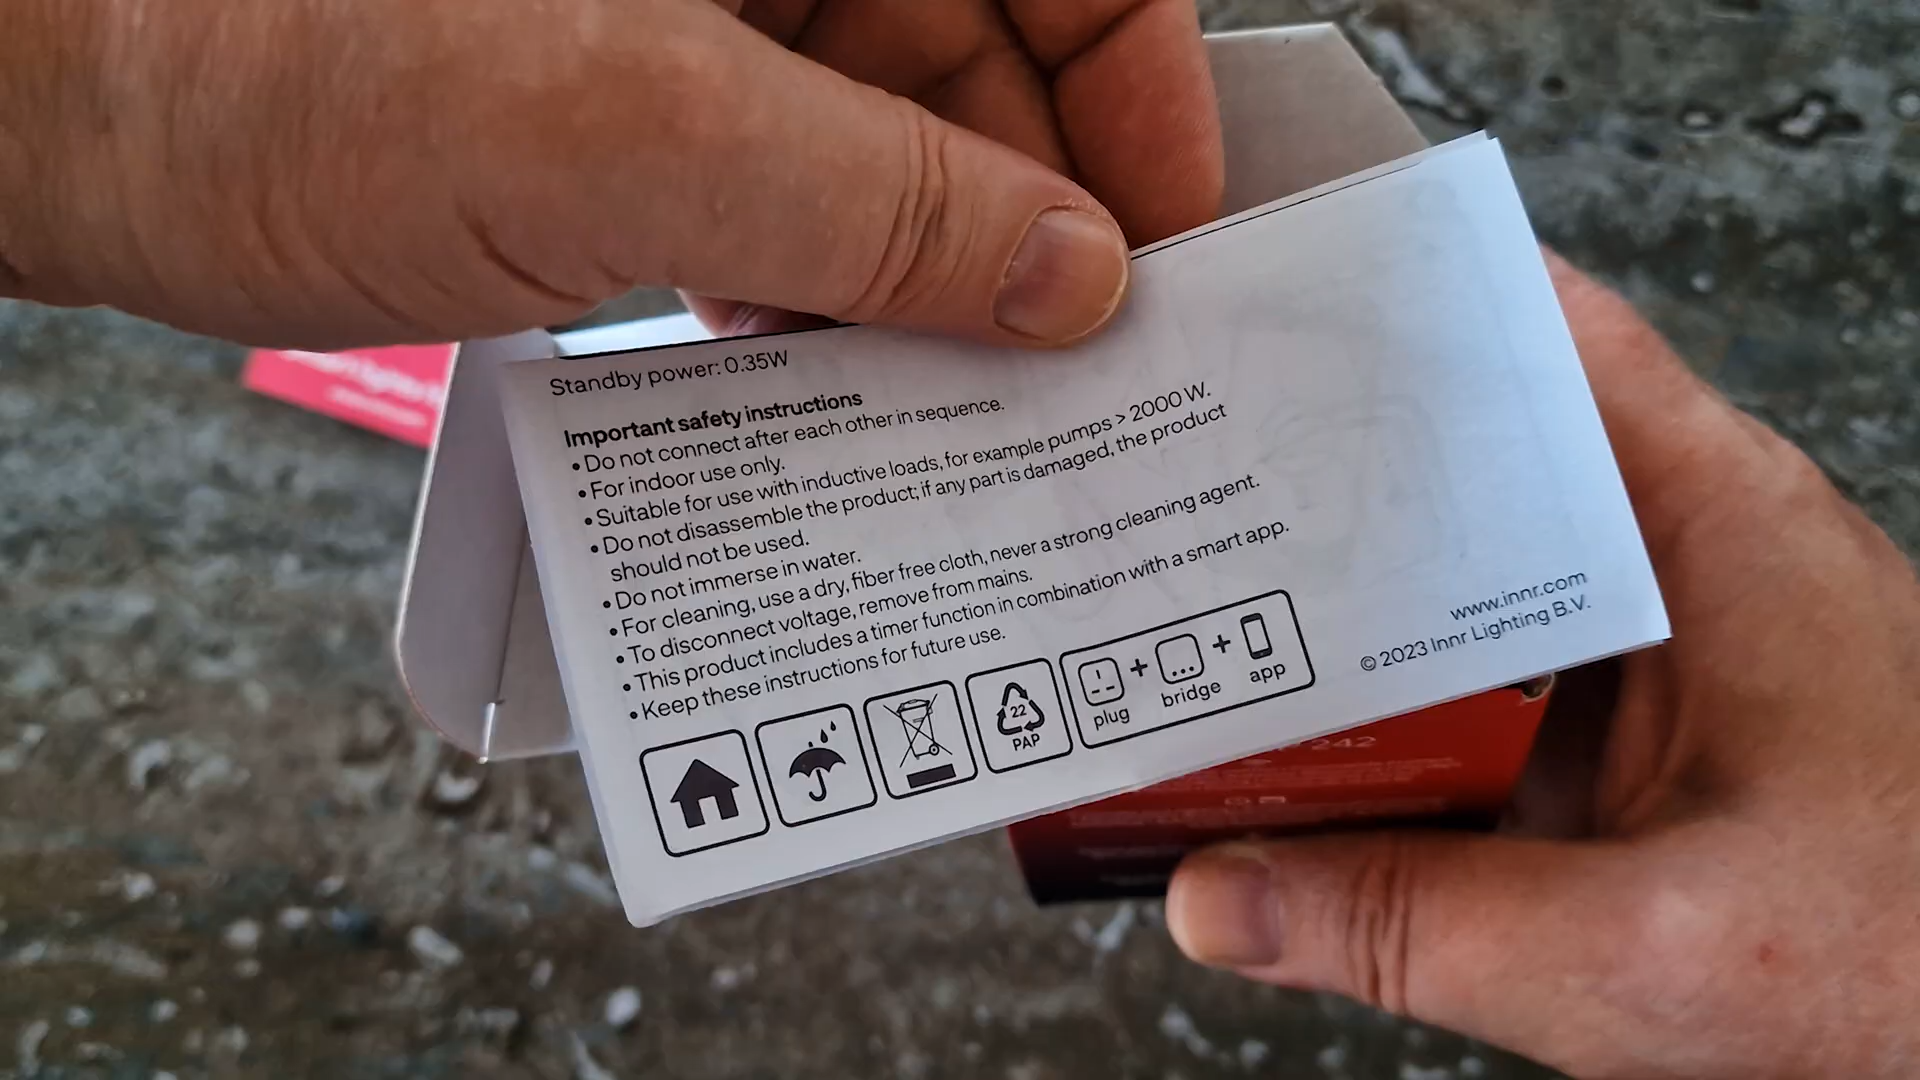 Standby power: 0.35W
Important safety instructions
• Do not connect after each other in sequence.
• For indoor use only.
• Suitable for use with inductive loads, for example pumps > 2000 W.
• Do not disassemble the product; if any part is damaged, the product
should not be used.
• Do not immerse in water.
• For cleaning, use a dry, fiber free cloth, never a strong cleaning agent.
• To disconnect voltage, remove from mains.
• This product includes a timer function in combination with a smart app.
• Keep these instructions for future use.
22
PAP
plug + bridge + app
www.innr.com
© 2023 Innr Lighting B.V.
242